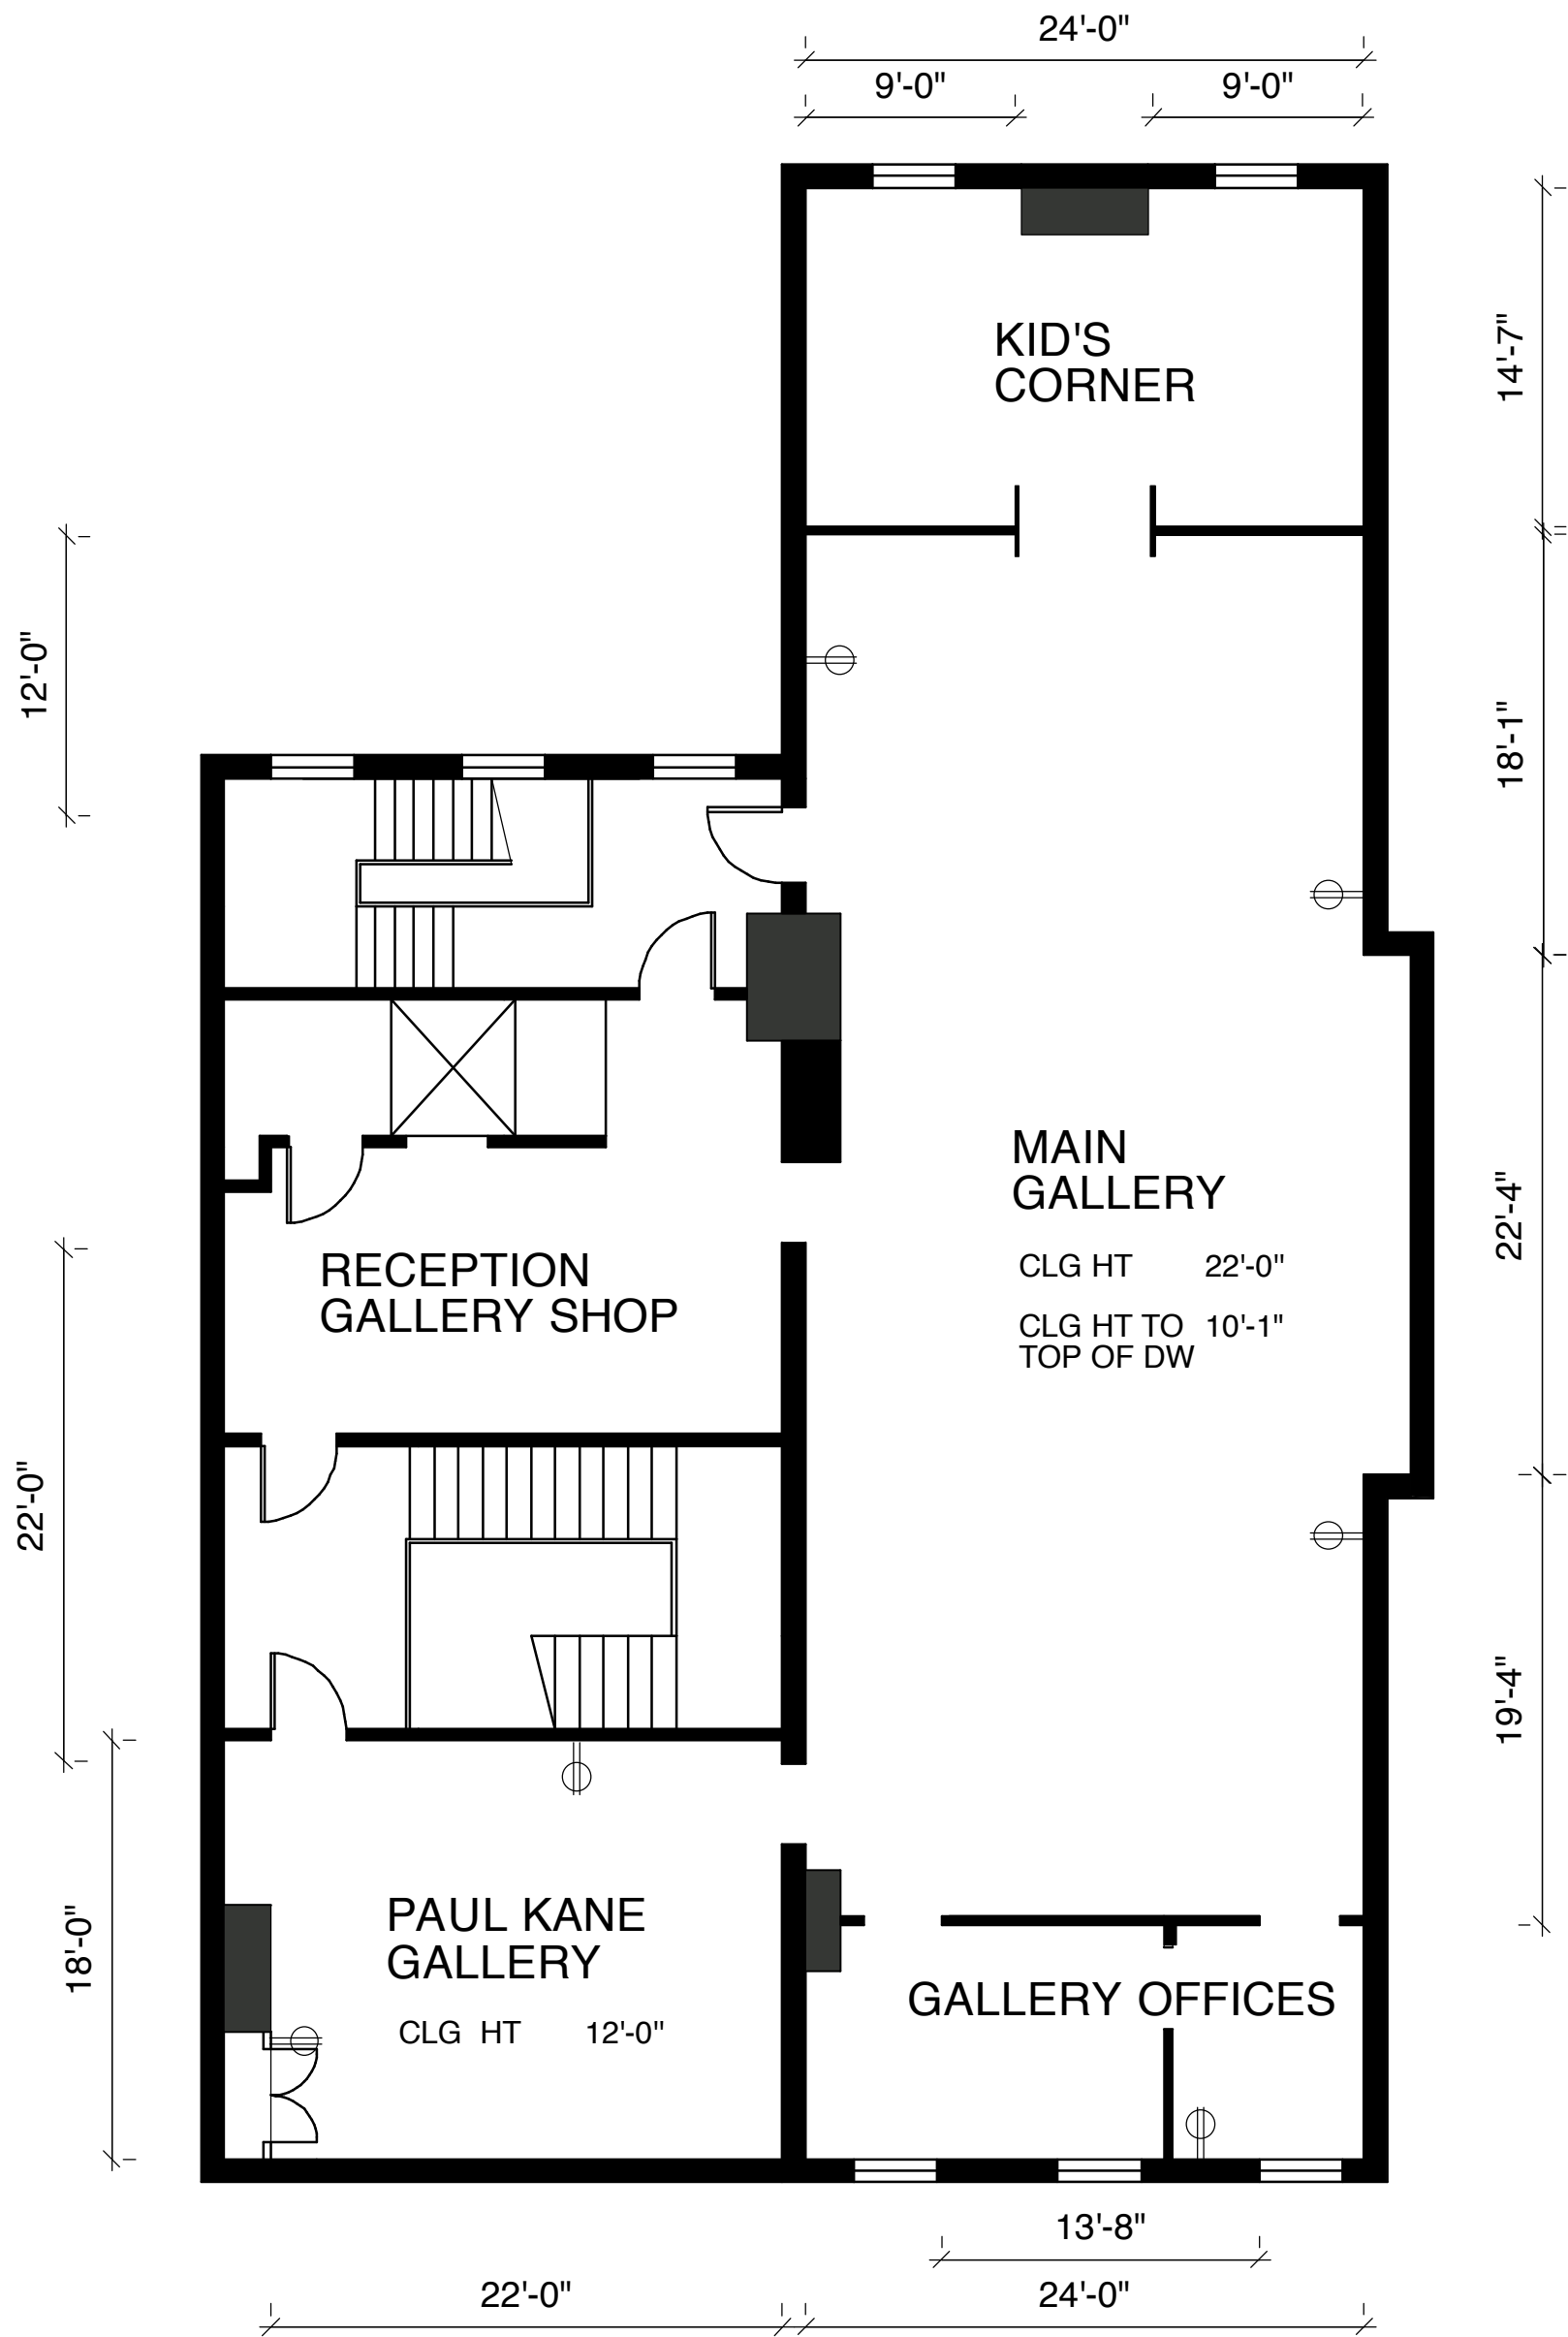 24'-0"
9'-0" 9'-0"
KID'S
CORNER
14'-7"
12'-0"
18'-1"
MAIN
GALLERY
22'-4"
CLG HT 22'-0"
CLG HT TO 10'-1"
TOP OF DW
RECEPTION
GALLERY SHOP
22'-0"
19'-4"
PAUL KANE
GALLERY
18'-0"
CLG HT 12'-0"
GALLERY OFFICES
13'-8"
22'-0" 24'-0"